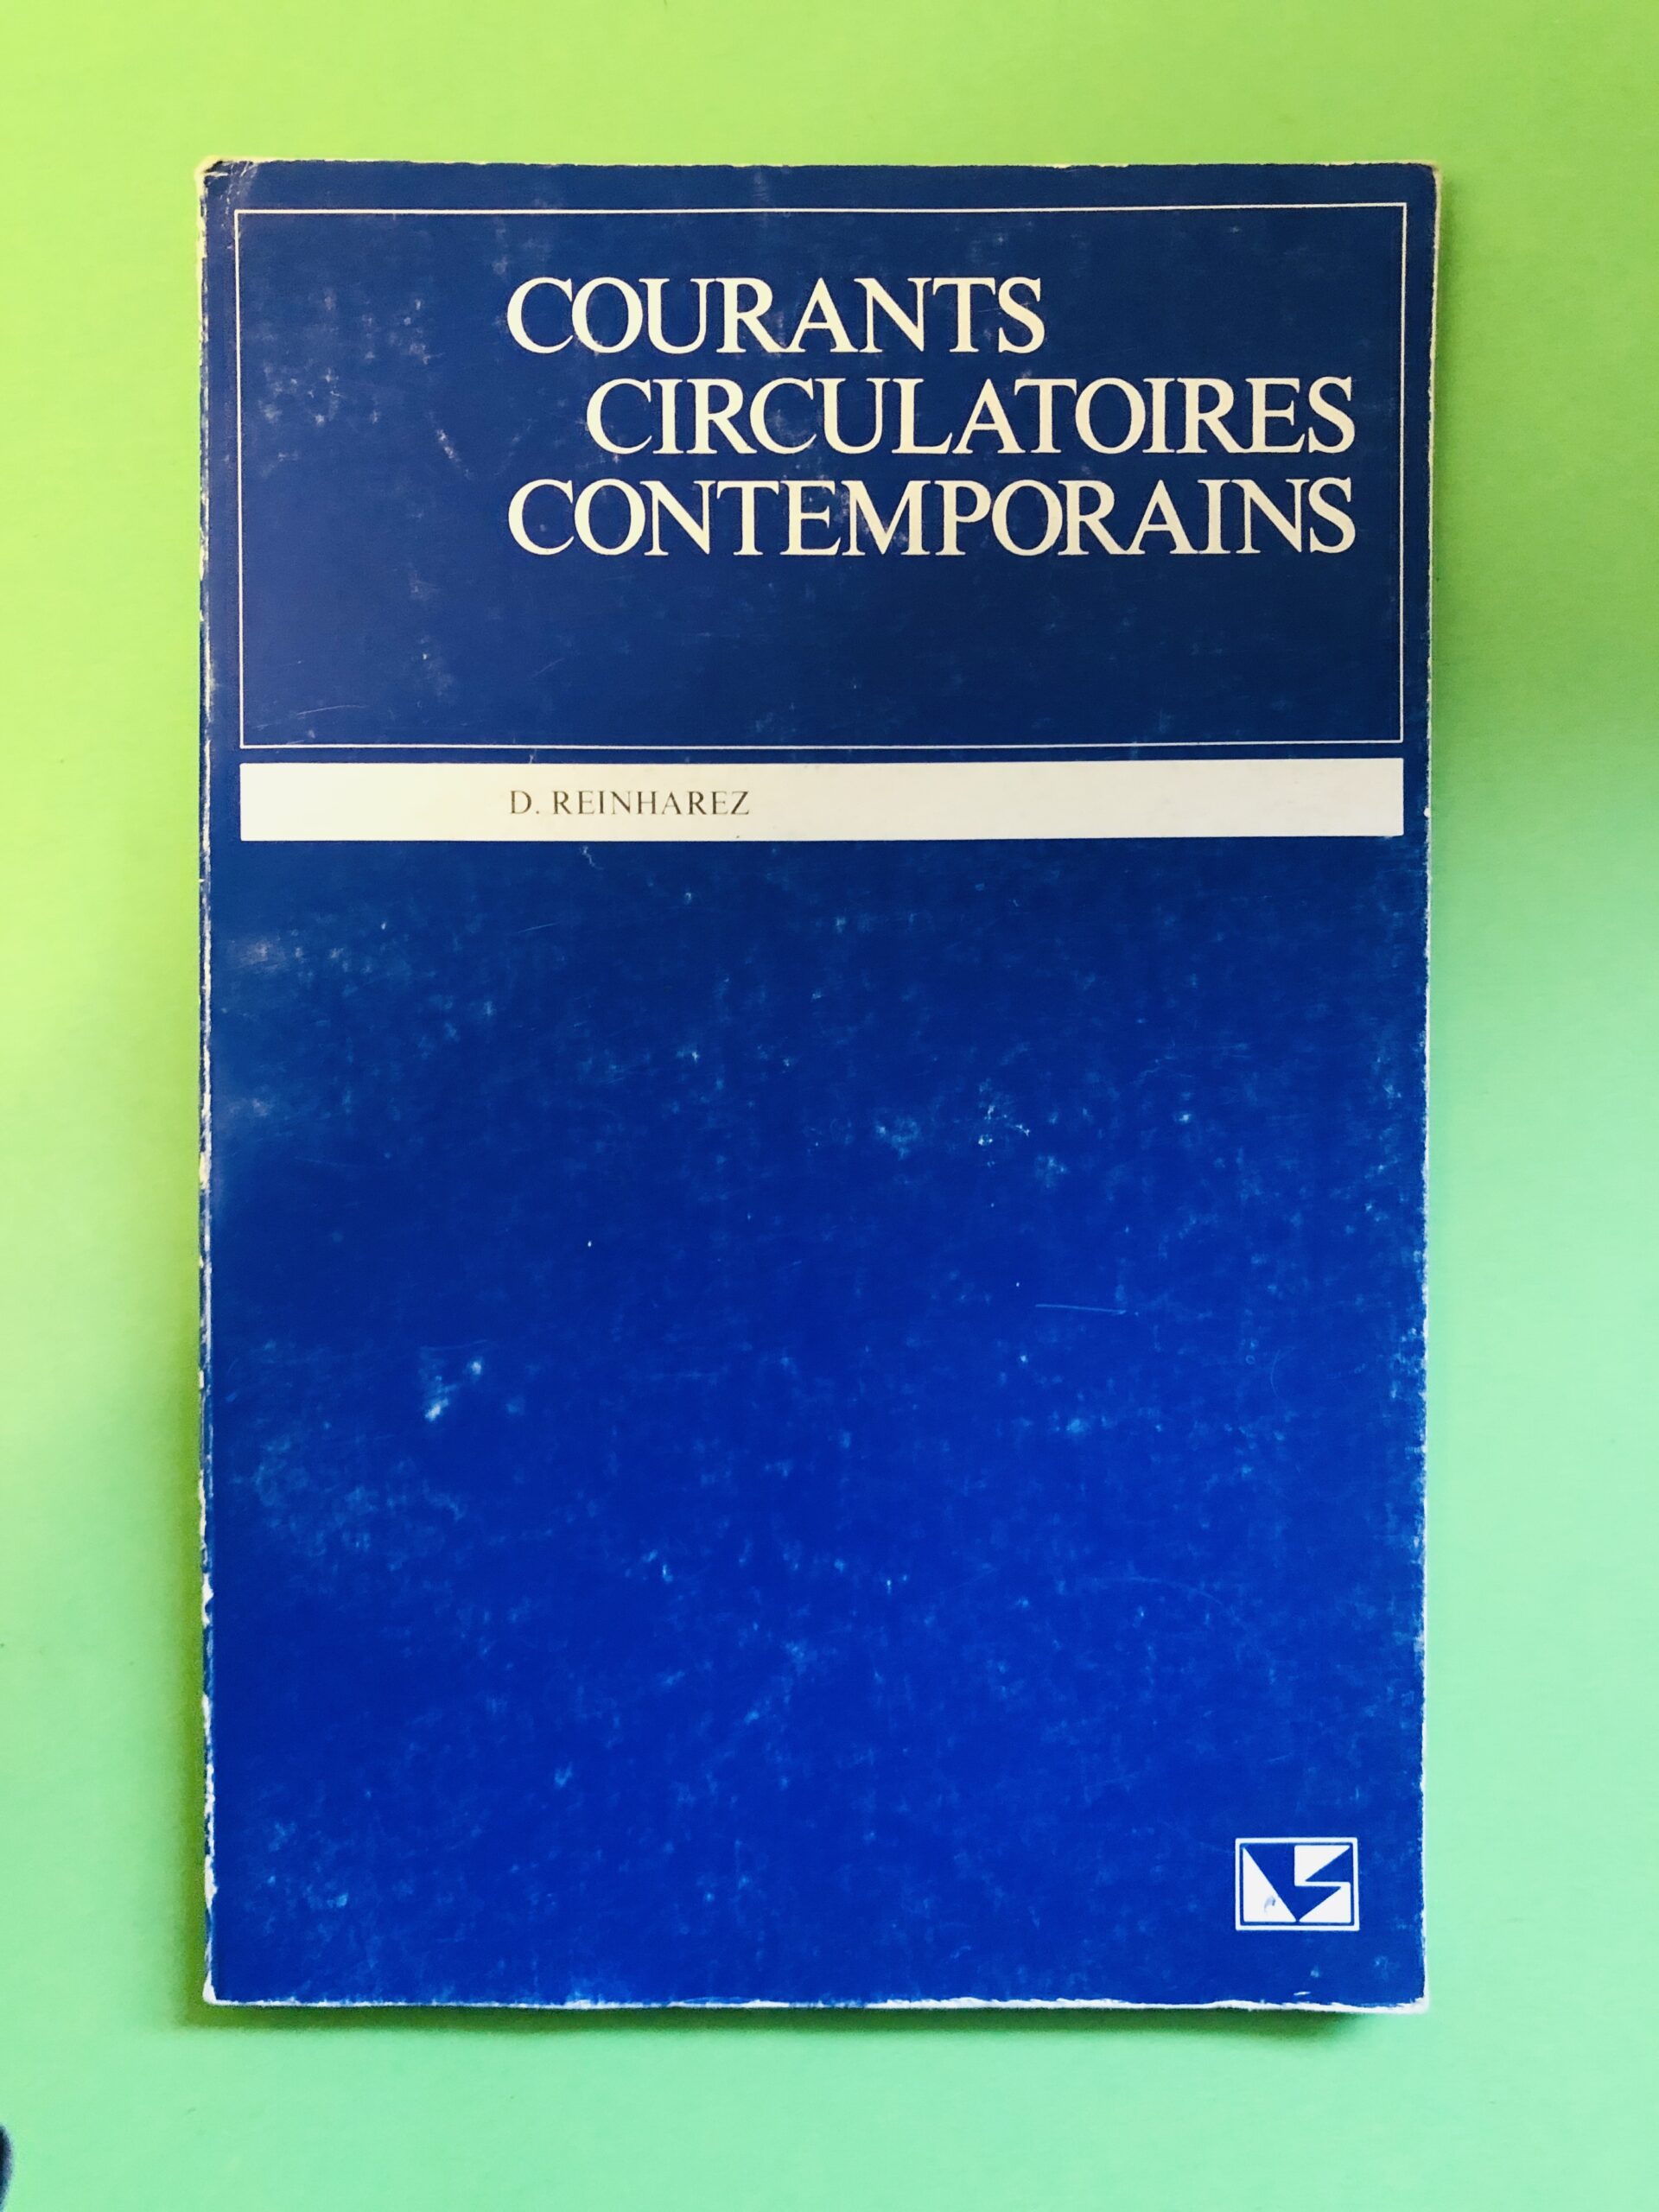 COURANTS
CIRCULATOIRES
CONTEMPORAINS
D. REINHAREZ